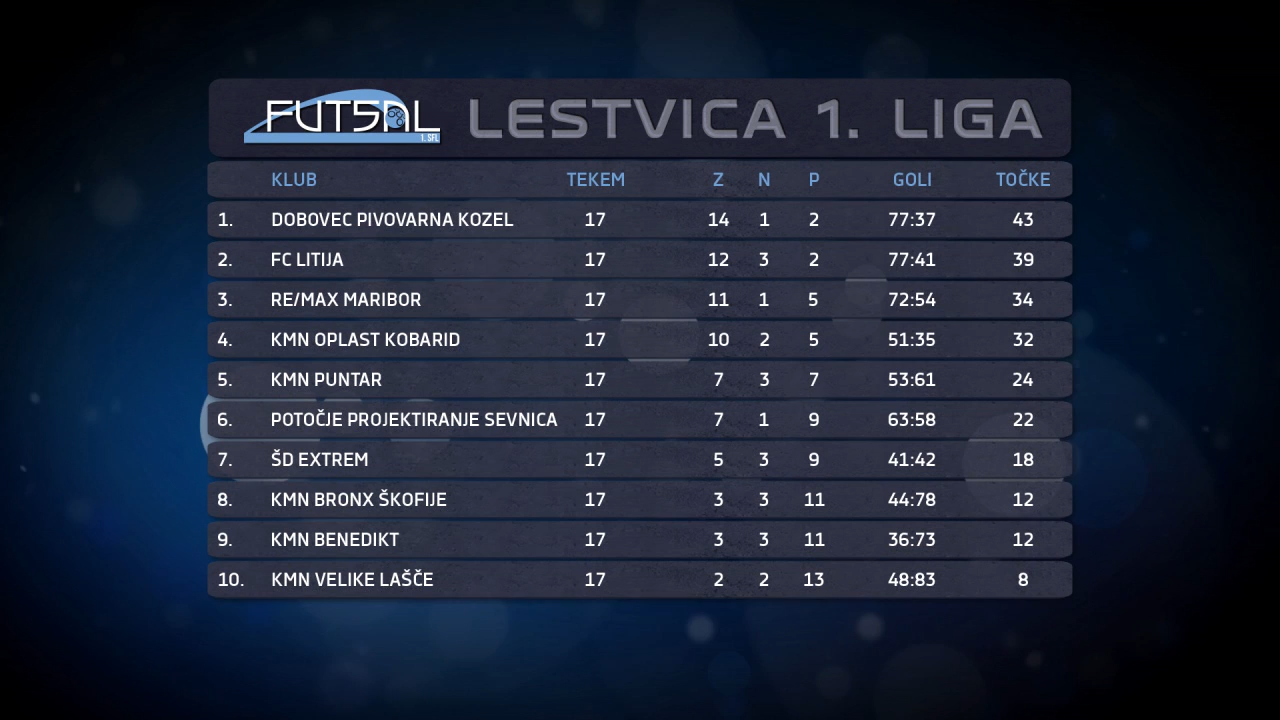 FUTSAL 1. SFL LESTVICA 1. LIGA
KLUB TEKEM Z N P GOLI TOČKE
1. DOBOVEC PIVOVARNA KOZEL 17 14 1 2 77:37 43
2. FC LITIJA 17 12 3 2 77:41 39
3. RE/MAX MARIBOR 17 11 1 5 72:54 34
4. KMN OPLAST KOBARID 17 10 2 5 51:35 32
5. KMN PUNTAR 17 7 3 7 53:61 24
6. POTOČJE PROJEKTIRANJE SEVNICA 17 7 1 9 63:58 22
7. ŠD EXTREM 17 5 3 9 41:42 18
8. KMN BRONX ŠKOFIJE 17 3 3 11 44:78 12
9. KMN BENEDIKT 17 3 3 11 36:73 12
10. KMN VELIKE LAŠČE 17 2 2 13 48:83 8